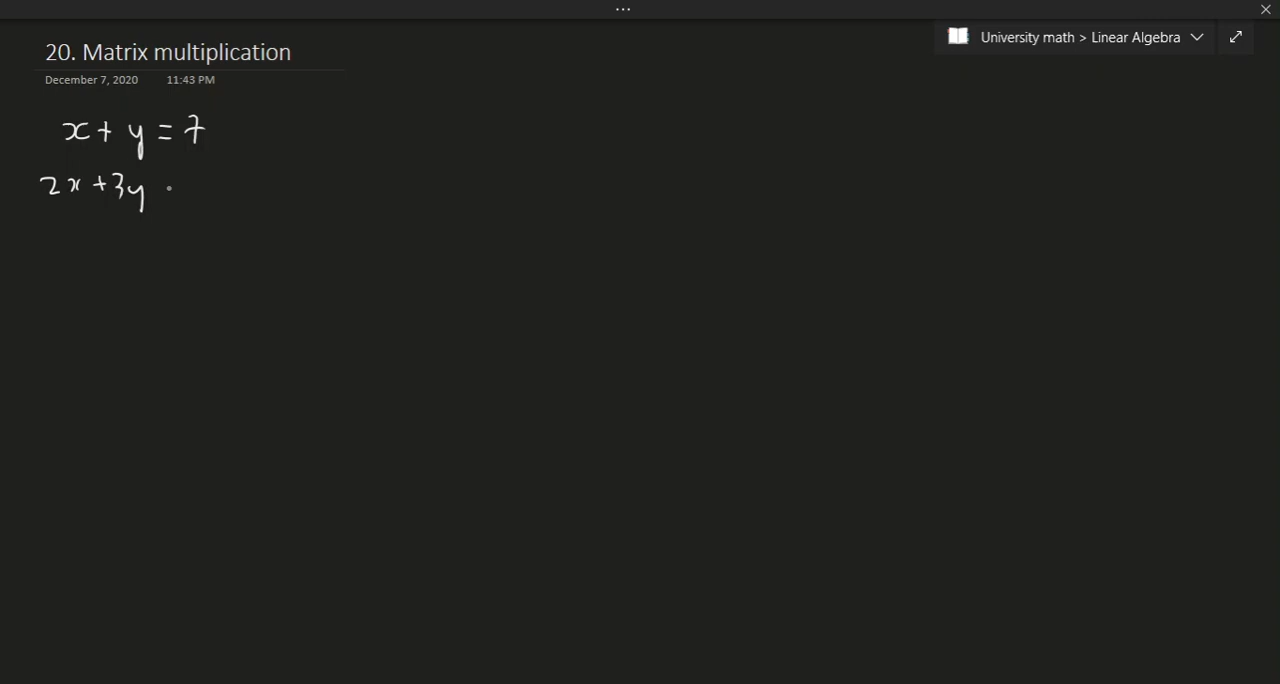 ...
University math > Linear Algebra
20. Matrix multiplication
December 7, 2020 11:43 PM
x + y = 7
2x + 3y